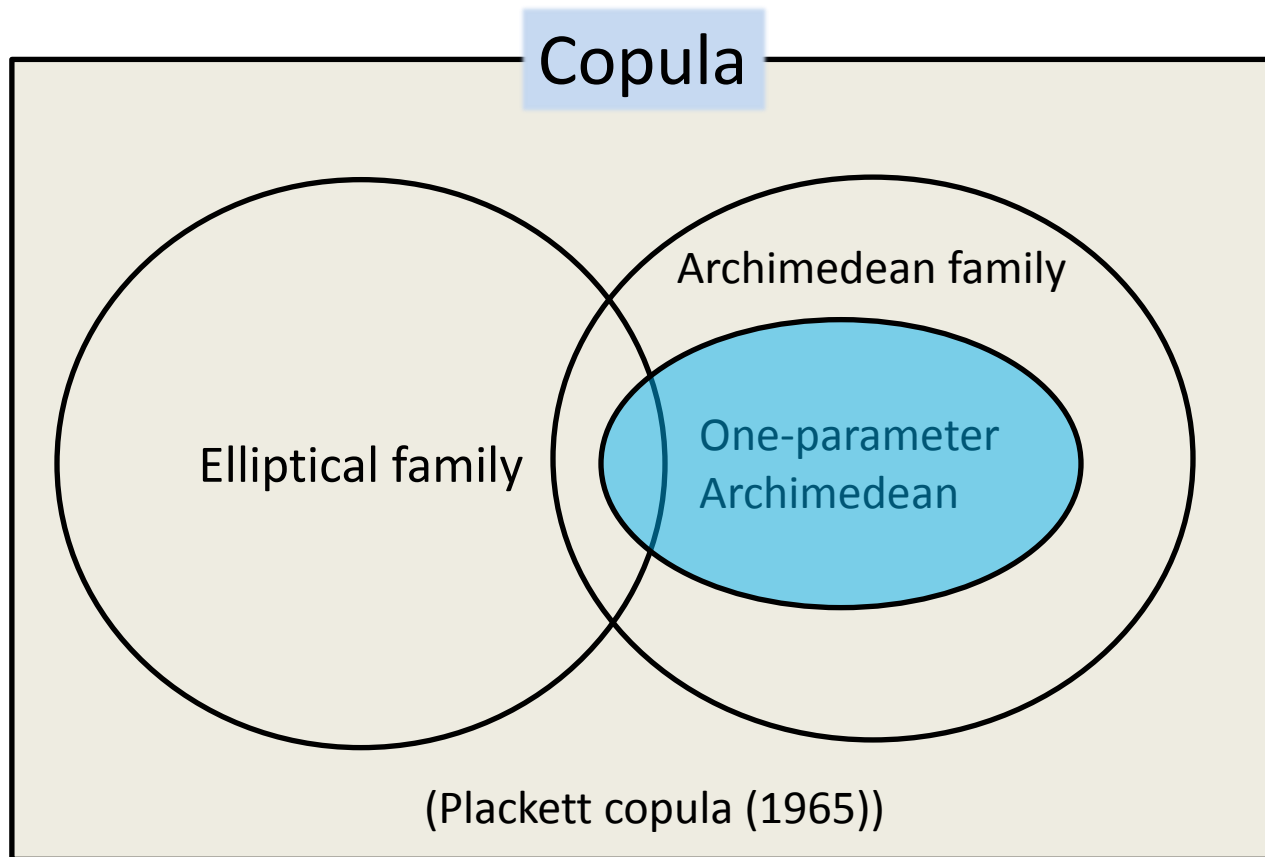 Copula
Archimedean family
One-parameter
Archimedean
Elliptical family
(Plackett copula (1965))